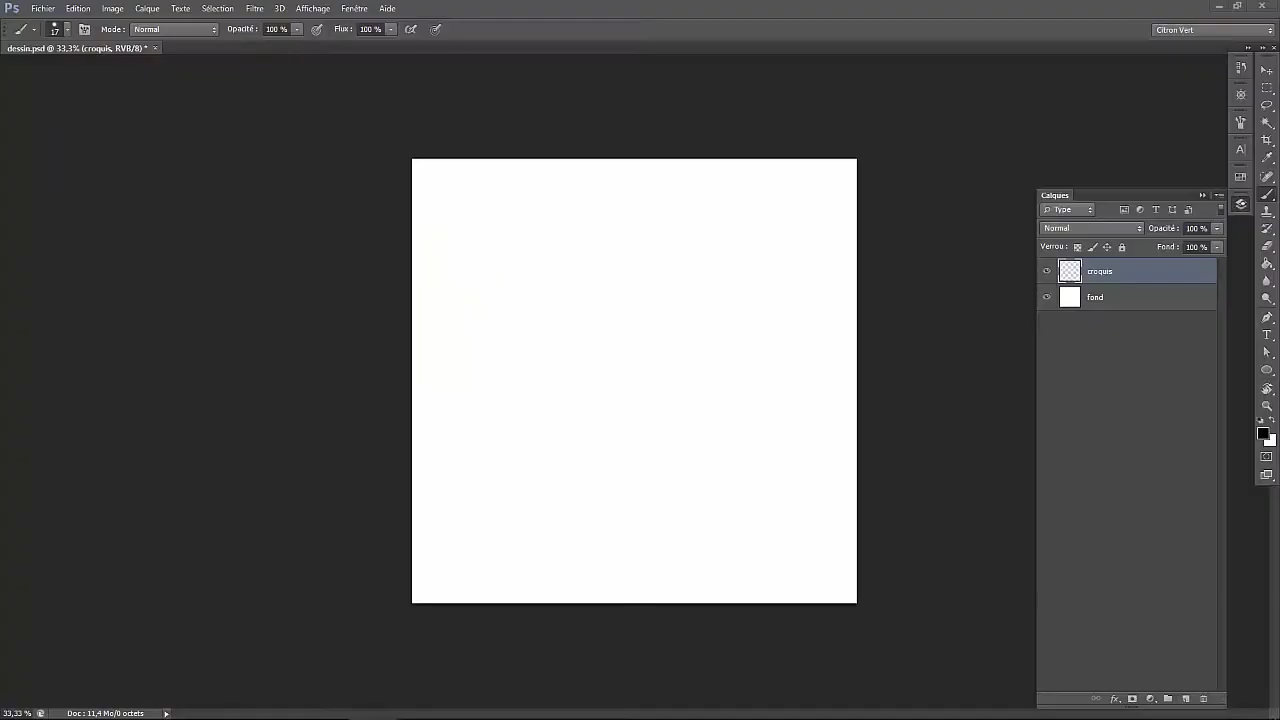 Ps Fichier Edition Image Calque Texte Sélection Filtre 3D Affichage Fenêtre Aide
17 Mode : Normal Opacité : 100 % Flux : 100 % Citron Vert
dessin.psd @ 33,3% (croquis, RVB/8) * ×
Calques
Type
Normal Opacité : 100 %
Verrou : Fond : 100 %
croquis
fond
33,33 % Doc : 11,4 Mo/0 octets